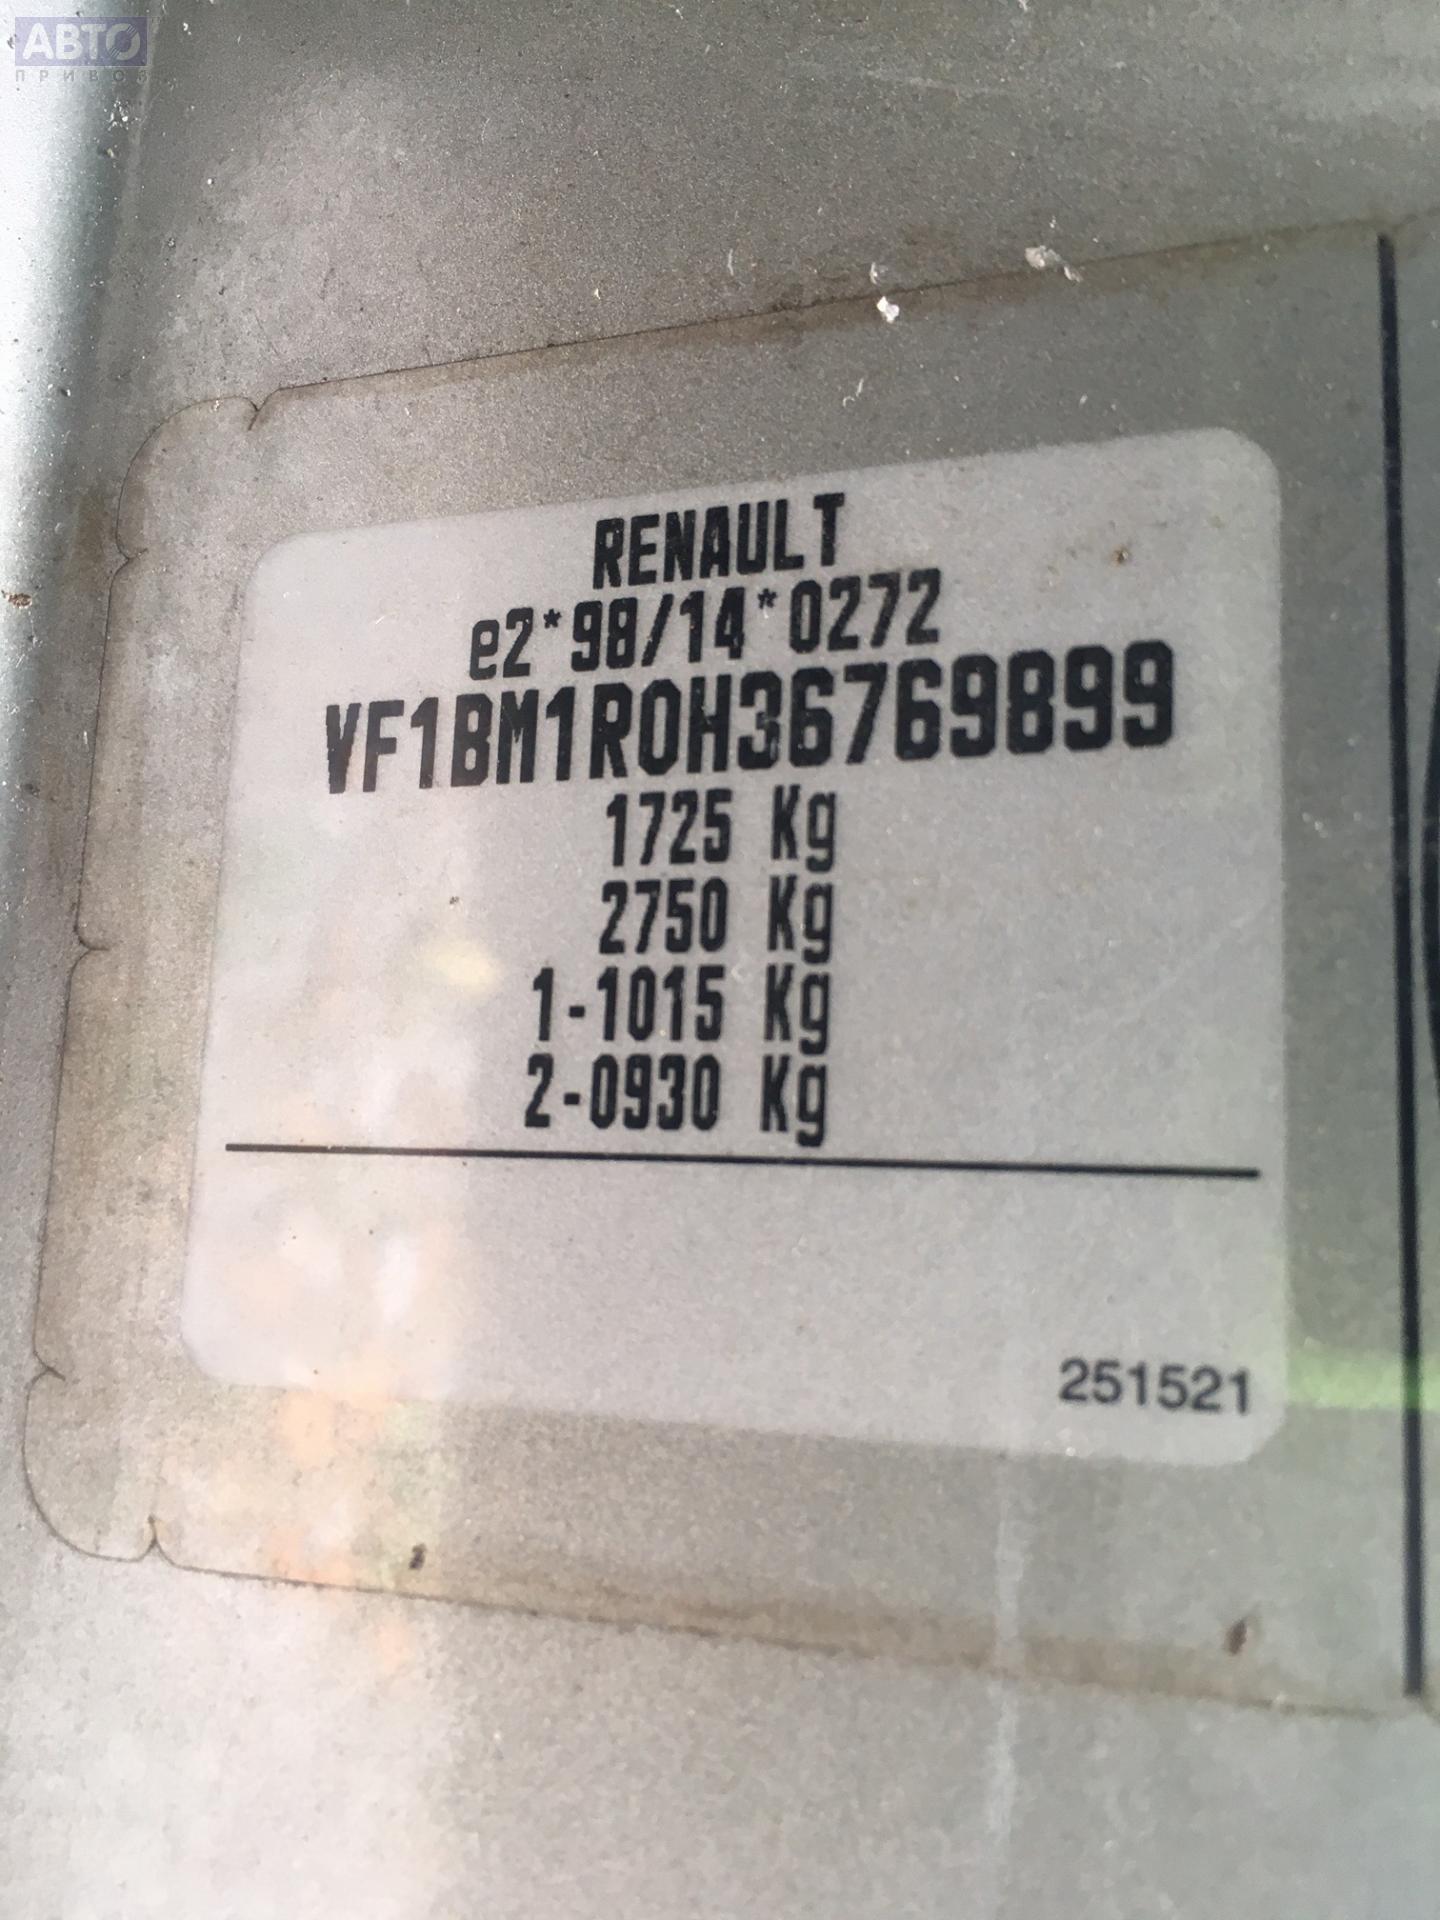 АВТО
ПРИВОЗ
RENAULT
e2*98/14*0272
VF1BM1R0H36769899
1725 Kg
2750 Kg
1-1015 Kg
2-0930 Kg
251521